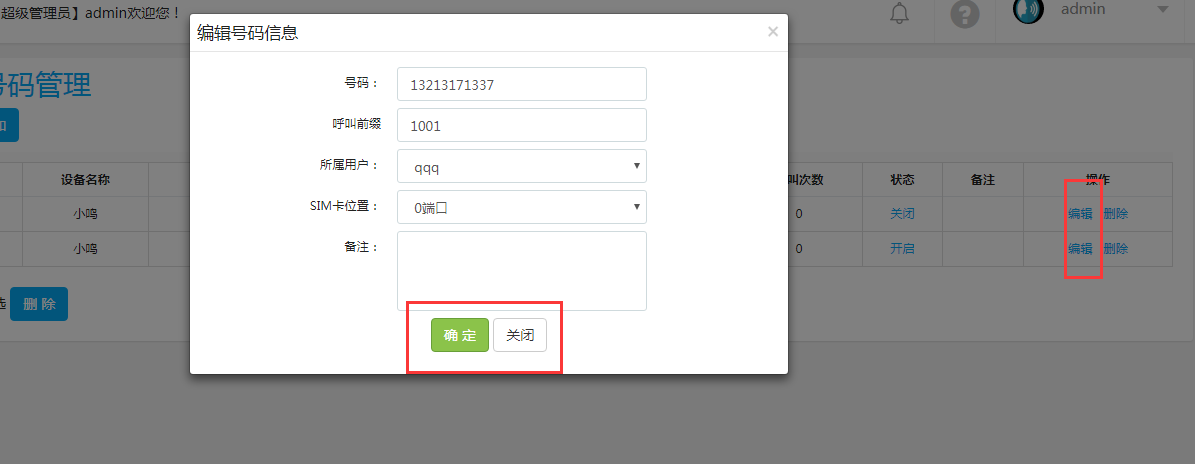 超级管理员】admin欢迎您！
admin
号码管理
编辑号码信息
×
号码：
13213171337
呼叫前缀
1001
所属用户：
qqq
SIM卡位置：
0端口
备注：
确 定
关闭
设备名称
叫次数
状态
备注
操作
小鸣
0
关闭
编辑
删除
小鸣
0
开启
编辑
删除
选
删 除